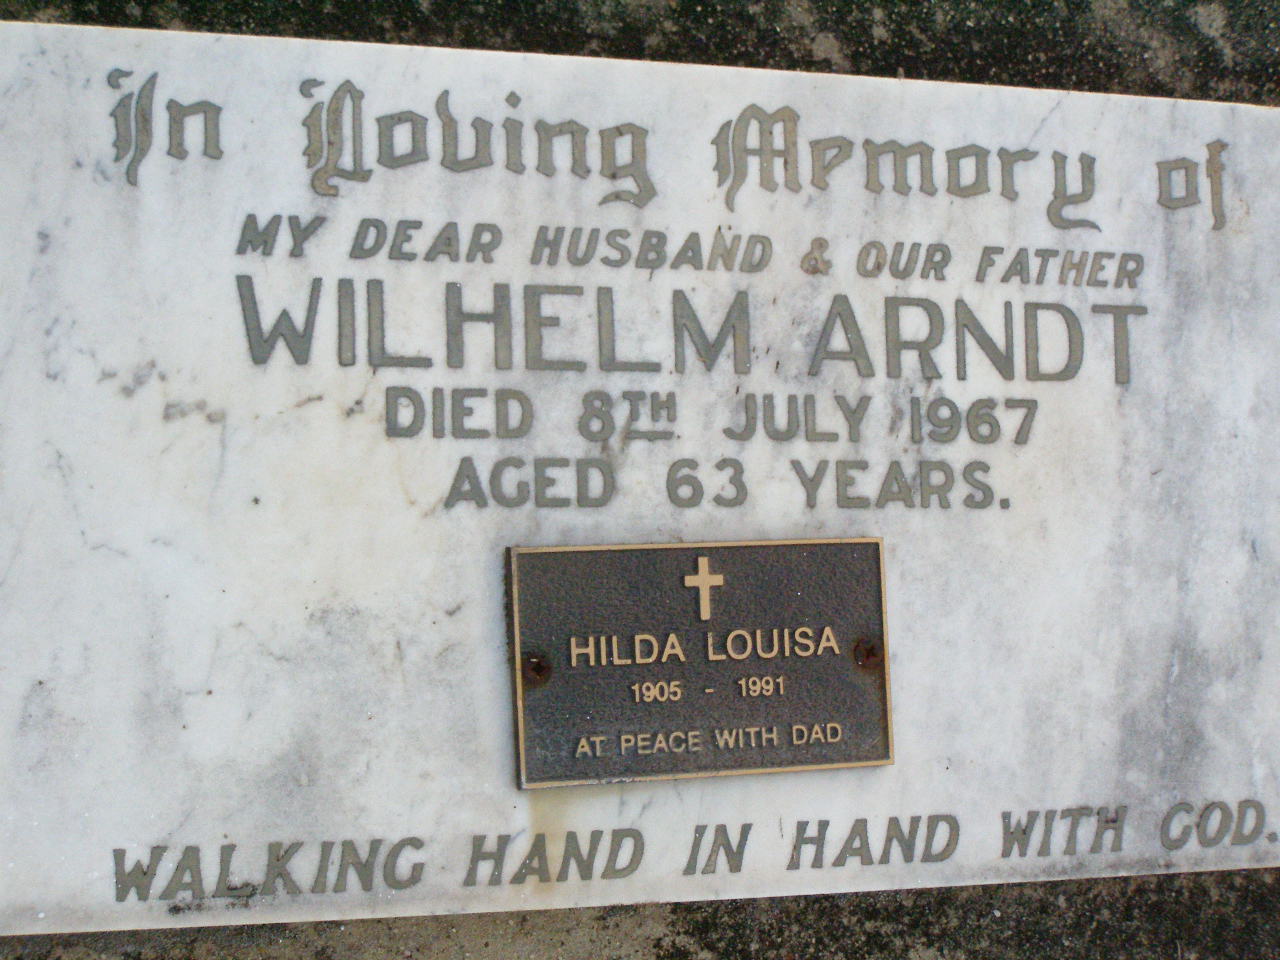 In Loving Memory of
MY DEAR HUSBAND & OUR FATHER
WILHELM ARNDT
DIED 8TH JULY 1967
AGED 63 YEARS.
HILDA LOUISA
1905 - 1991
AT PEACE WITH DAD
WALKING HAND IN HAND WITH GOD.